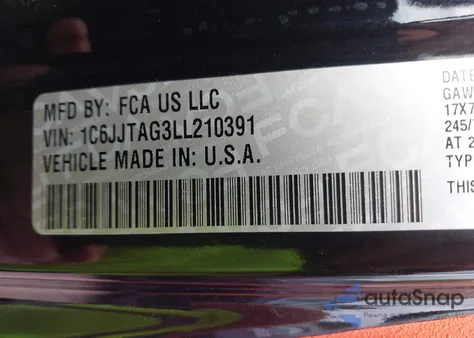 MFD BY: FCA US LLC
VIN: 1C6JJTAG3LL210391
VEHICLE MADE IN: U.S.A.
DATE
GAW
17X7
245/
AT 2
TYP
THIS
autoSnap